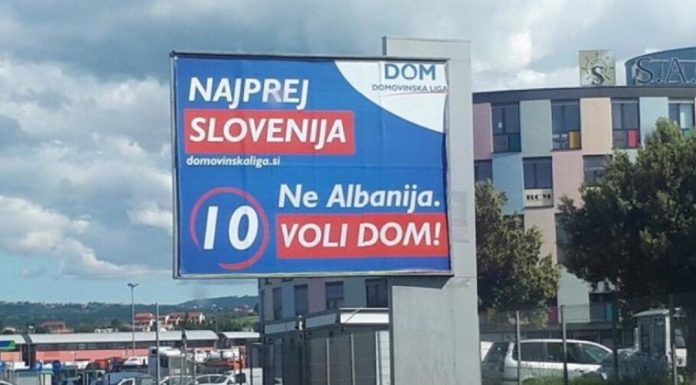 DOM
DOMOVINSKA LIGA
NAJPREJ
SLOVENIJA
domovinskaliga.si
10
Ne Albanija.
VOLI DOM!
S